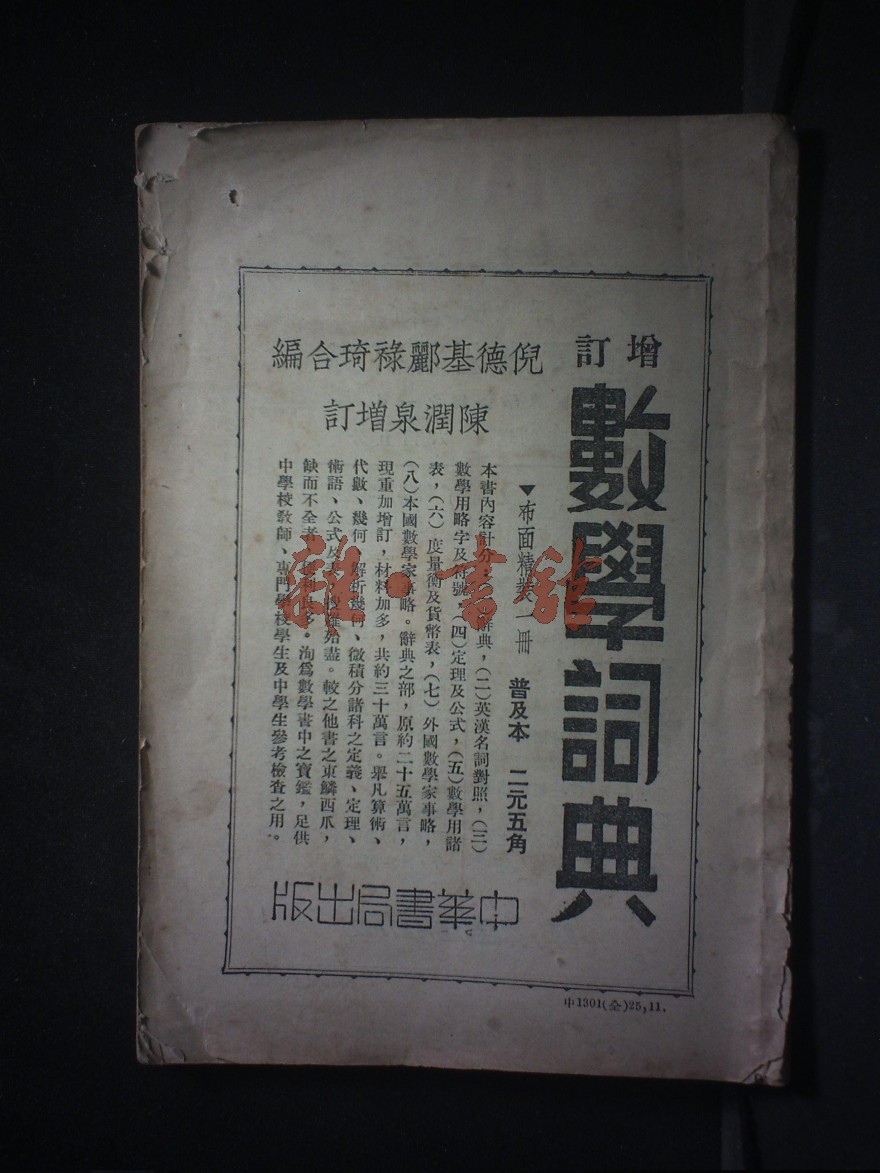 增訂
數學詞典
倪德基酈祿琦合編
陳潤泉增訂
▼布面精裝一冊 普及本 二元五角
本書內容計分:辭典,(二)英漢名詞對照,(三)
數學用略字及符號,(四)定理及公式,(五)數學用諸
表,(六)度量衡及貨幣表,(七)外國數學家事略,
(八)本國數學家事略。辭典之部,原約二十五萬言,
現重加增訂,材料加多,共約三十萬言。舉凡算術、
代數、幾何、解析幾何、微積分諸科之定義、定理、
術語、公式及表,殆盡。較之他書之東鱗西爪,
缺而不全者,良多。洵爲數學書中之寶鑑,足供
中學校敎師、專門學校學生及中學生參考檢查之用。
中華書局出版
中1301(全)25,11.
雜·書館